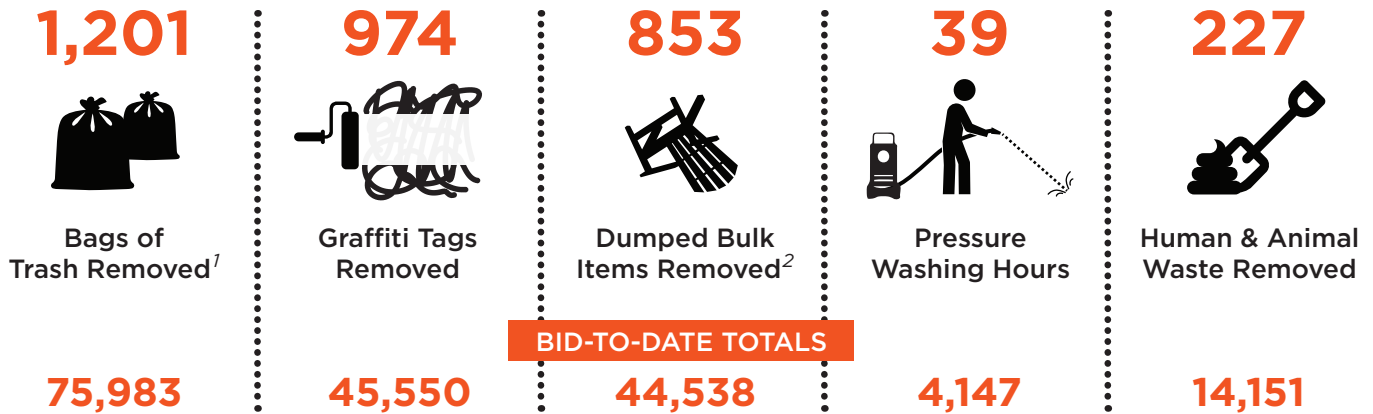 1,201
974
853
39
227
Bags of
Trash Removed1
Graffiti Tags
Removed
Dumped Bulk
Items Removed2
Pressure
Washing Hours
Human & Animal
Waste Removed
BID-TO-DATE TOTALS
75,983
45,550
44,538
4,147
14,151